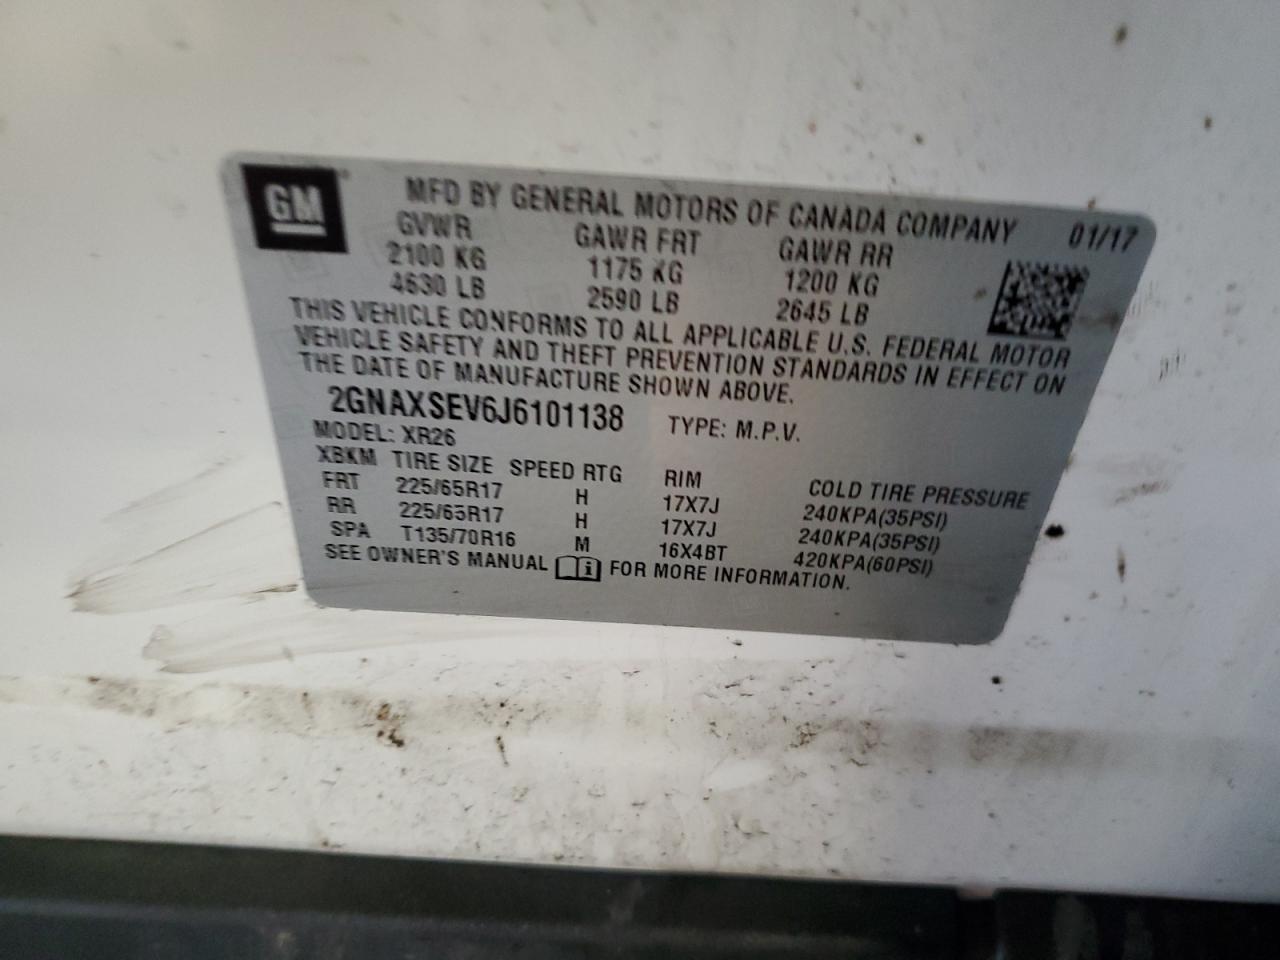 GM
MFD BY GENERAL MOTORS OF CANADA COMPANY 01/17
GVWR GAWR FRT GAWR RR
2100 KG 1175 KG 1200 KG
4630 LB 2590 LB 2645 LB
THIS VEHICLE CONFORMS TO ALL APPLICABLE U.S. FEDERAL MOTOR
VEHICLE SAFETY AND THEFT PREVENTION STANDARDS IN EFFECT ON
THE DATE OF MANUFACTURE SHOWN ABOVE.
2GNAXSEV6J6101138 TYPE: M.P.V.
MODEL: XR26
XBKM TIRE SIZE SPEED RTG RIM COLD TIRE PRESSURE
FRT 225/65R17 H 17X7J 240KPA(35PSI)
RR 225/65R17 H 17X7J 240KPA(35PSI)
SPA T135/70R16 M 16X4BT 420KPA(60PSI)
SEE OWNER'S MANUAL i FOR MORE INFORMATION.